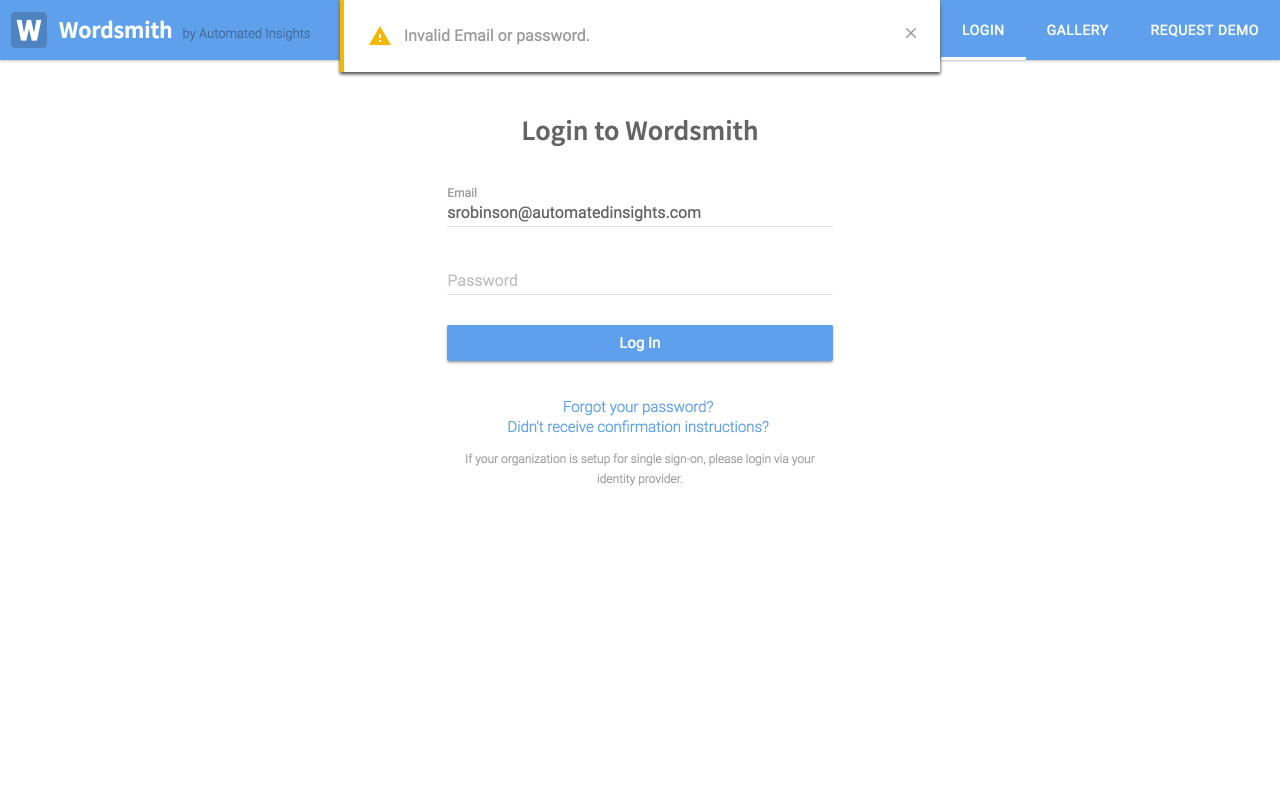 W Wordsmith by Automated Insights
Invalid Email or password.
LOGIN GALLERY REQUEST DEMO
Login to Wordsmith
Email
srobinson@automatedinsights.com
Password
Log In
Forgot your password?
Didn't receive confirmation instructions?
If your organization is setup for single sign-on, please login via your
identity provider.